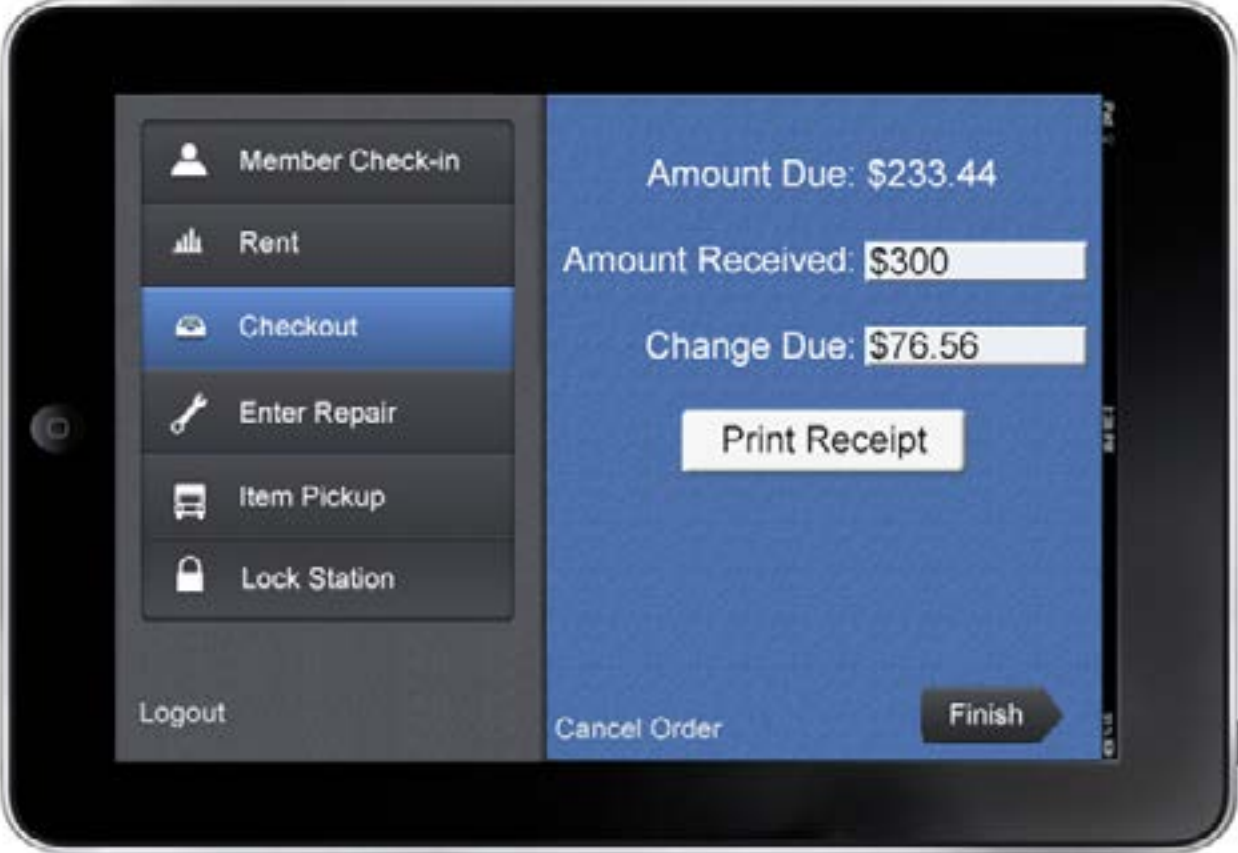 Member Check-in
Rent
Checkout
Enter Repair
Item Pickup
Lock Station
Logout
Amount Due: $233.44
Amount Received: $300
Change Due: $76.56
Print Receipt
Cancel Order
Finish